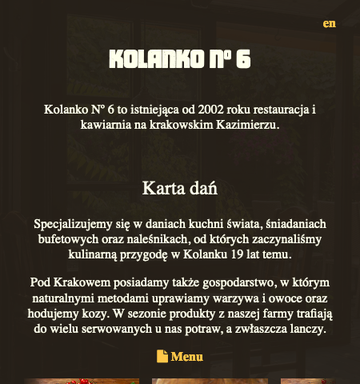 en
KOLANKO Nº 6
Kolanko Nº 6 to istniejąca od 2002 roku restauracja i
kawiarnia na krakowskim Kazimierzu.
Karta dań
Specjalizujemy się w daniach kuchni świata, śniadaniach
bufetowych oraz naleśnikach, od których zaczynaliśmy
kulinarną przygodę w Kolanku 19 lat temu.
Pod Krakowem posiadamy także gospodarstwo, w którym
naturalnymi metodami uprawiamy warzywa i owoce oraz
hodujemy kozy. W sezonie produkty z naszej farmy trafiają
do wielu serwowanych u nas potraw, a zwłaszcza lanczy.
Menu